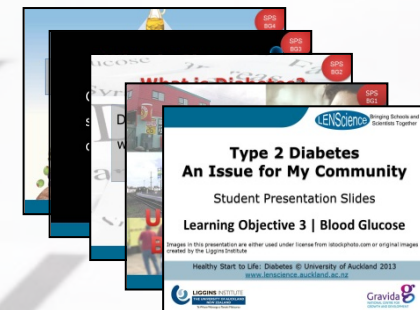 SPS
BG4
SPS
BG3
SPS
BG2
What is Diabetes?
SPS
BG1
LENScience
Bringing Schools and
Scientists Together
Type 2 Diabetes
An Issue for My Community
Student Presentation Slides
Learning Objective 3 | Blood Glucose
Images in this presentation are either used under license from istockphoto.com or original images
created by the Liggins Institute
Healthy Start to Life: Diabetes © University of Auckland 2013
www.lenscience.auckland.ac.nz
LIGGINS INSTITUTE
THE UNIVERSITY OF AUCKLAND
NEW ZEALAND
Gravida